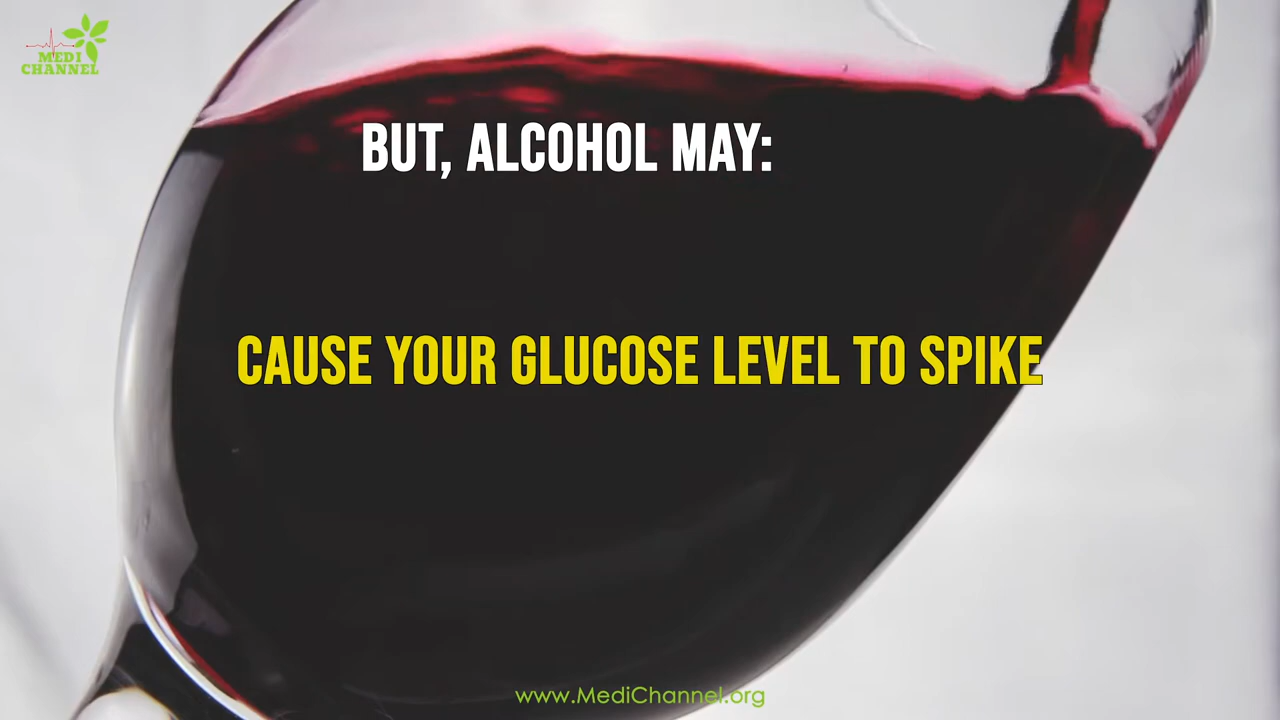 MEDI
CHANNEL
BUT, ALCOHOL MAY:
CAUSE YOUR GLUCOSE LEVEL TO SPIKE
www.MediChannel.org